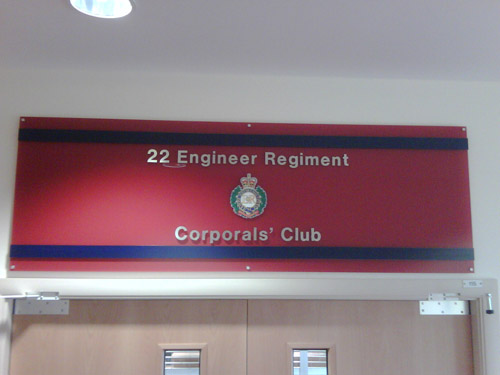 22 Engineer Regiment
Corporals' Club